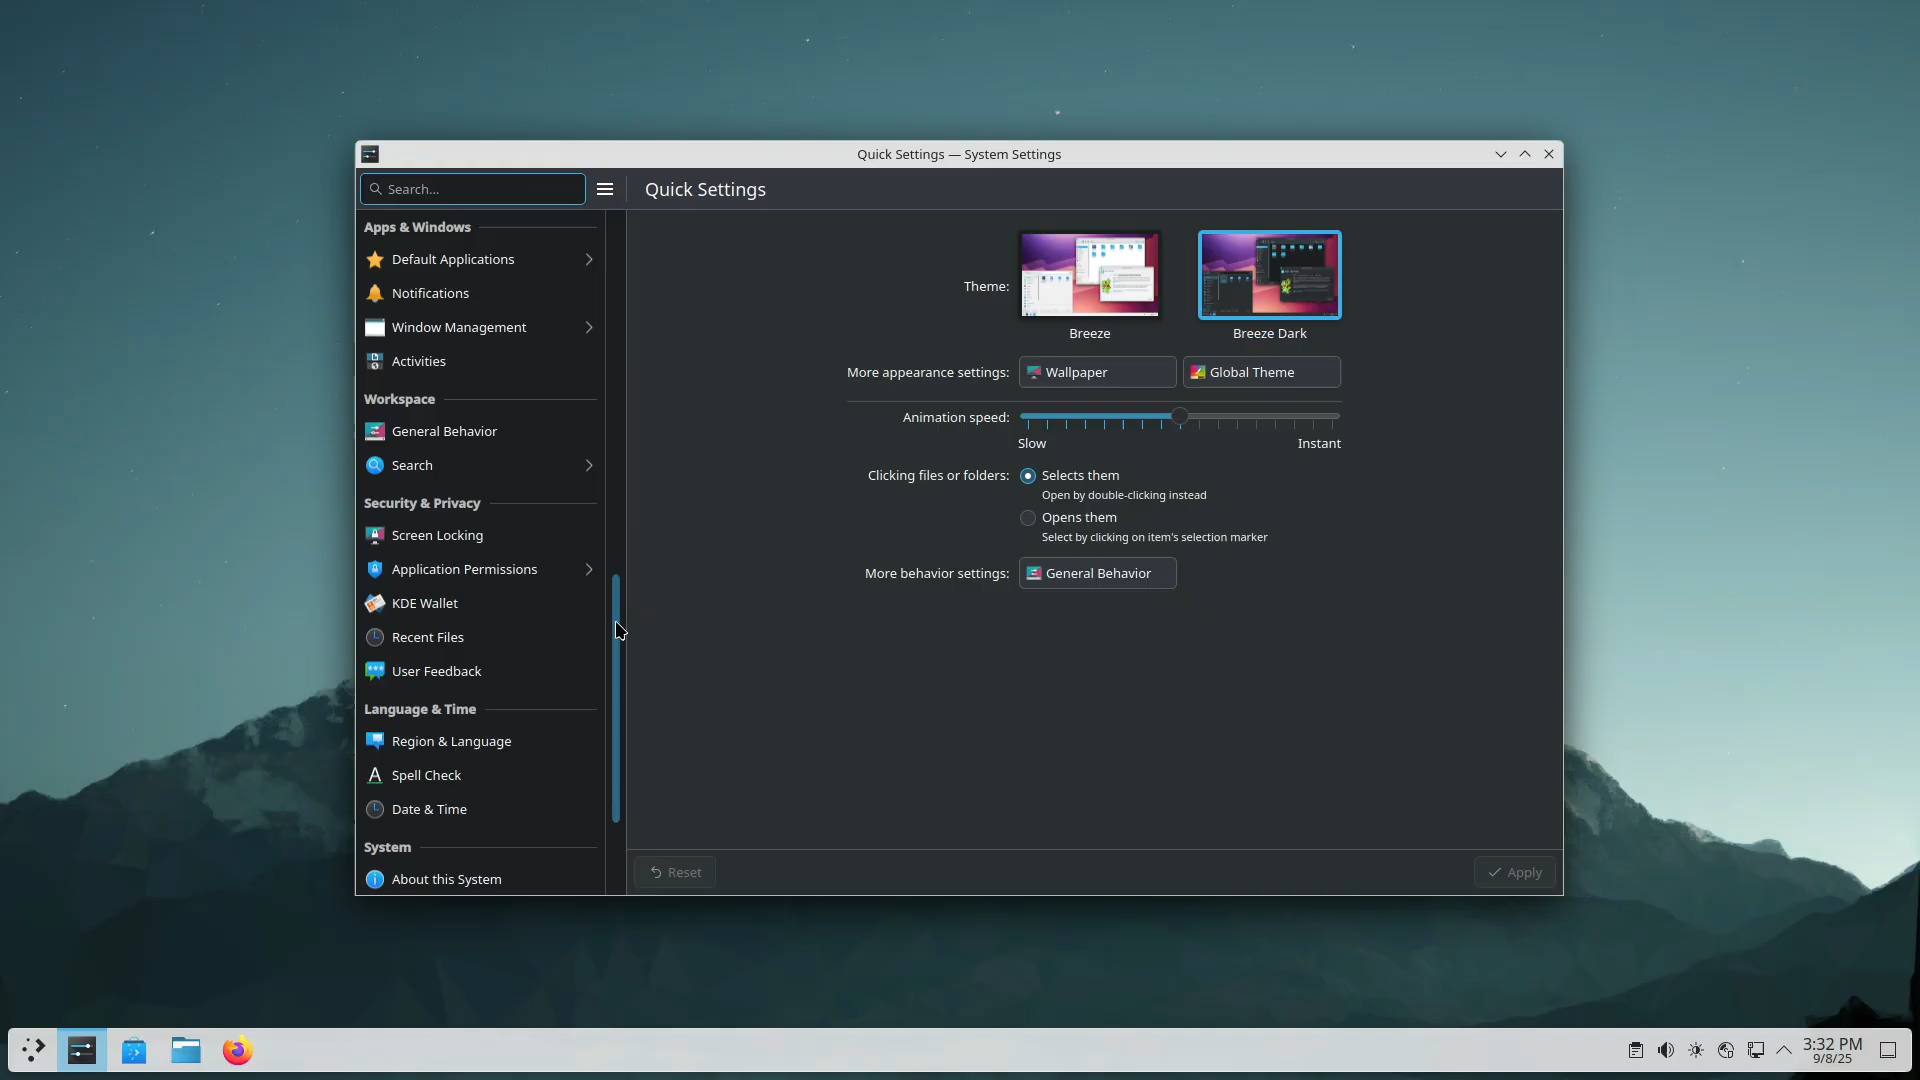 Quick Settings — System Settings
Search...
Quick Settings
Apps & Windows
Default Applications
Notifications
Window Management
Activities
Workspace
General Behavior
Search
Security & Privacy
Screen Locking
Application Permissions
KDE Wallet
Recent Files
User Feedback
Language & Time
Region & Language
Spell Check
Date & Time
System
About this System
Theme:
Breeze
Breeze Dark
More appearance settings:
Wallpaper
Global Theme
Animation speed:
Slow
Instant
Clicking files or folders:
Selects them
Open by double-clicking instead
Opens them
Select by clicking on item's selection marker
More behavior settings:
General Behavior
Reset
Apply
3:32 PM
9/8/25